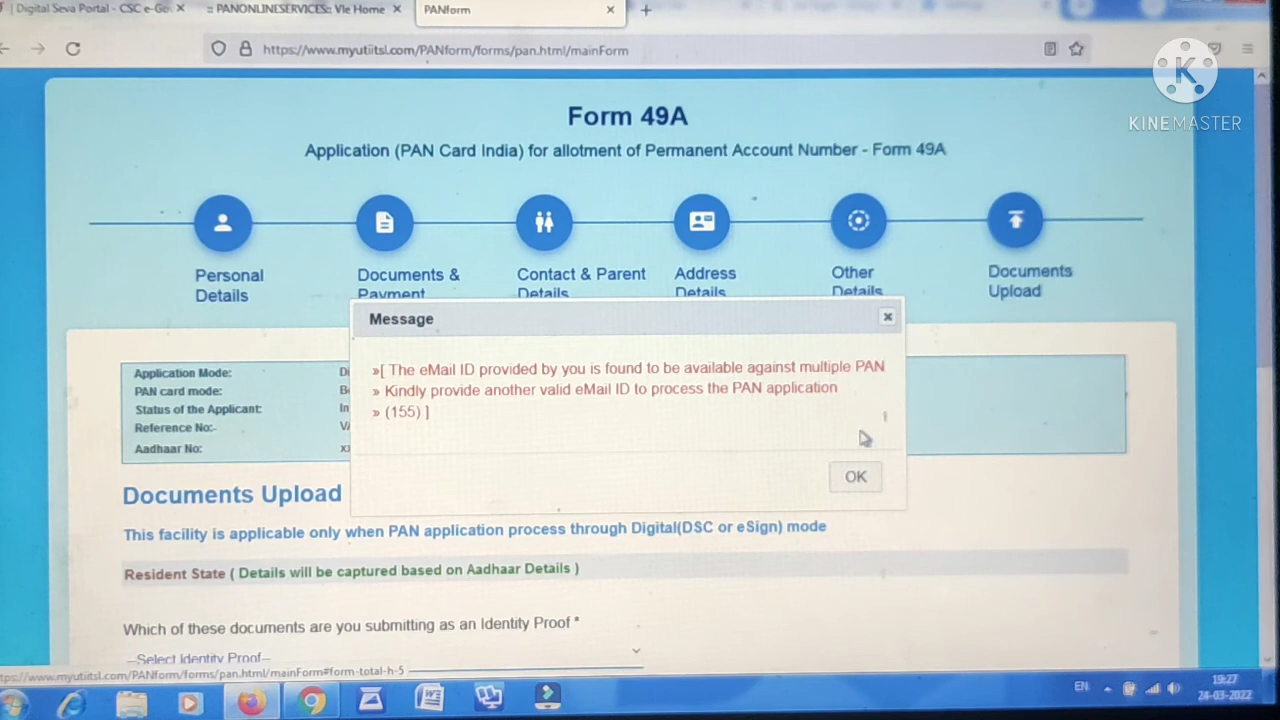 | Digital Seva Portal - CSC e-Gov
:: PANONLINESERVICES:: Vle Home
PANform
https://www.myutiitsl.com/PANform/forms/pan.html/mainForm
KINEMASTER
Form 49A
Application (PAN Card India) for allotment of Permanent Account Number - Form 49A
Personal Details
Documents & Payment
Contact & Parent Details
Address Details
Other Details
Documents Upload
Message
»[ The eMail ID provided by you is found to be available against multiple PAN
» Kindly provide another valid eMail ID to process the PAN application
» (155) ]
OK
Application Mode:
PAN card mode:
Status of the Applicant:
Reference No:-
Aadhaar No:
Documents Upload
This facility is applicable only when PAN application process through Digital(DSC or eSign) mode
Resident State ( Details will be captured based on Aadhaar Details )
Which of these documents are you submitting as an Identity Proof *
--Select Identity Proof--
tps://www.myutiitsl.com/PANform/forms/pan.html/mainForm#form-total-h-5
EN
19:27
24-03-2022